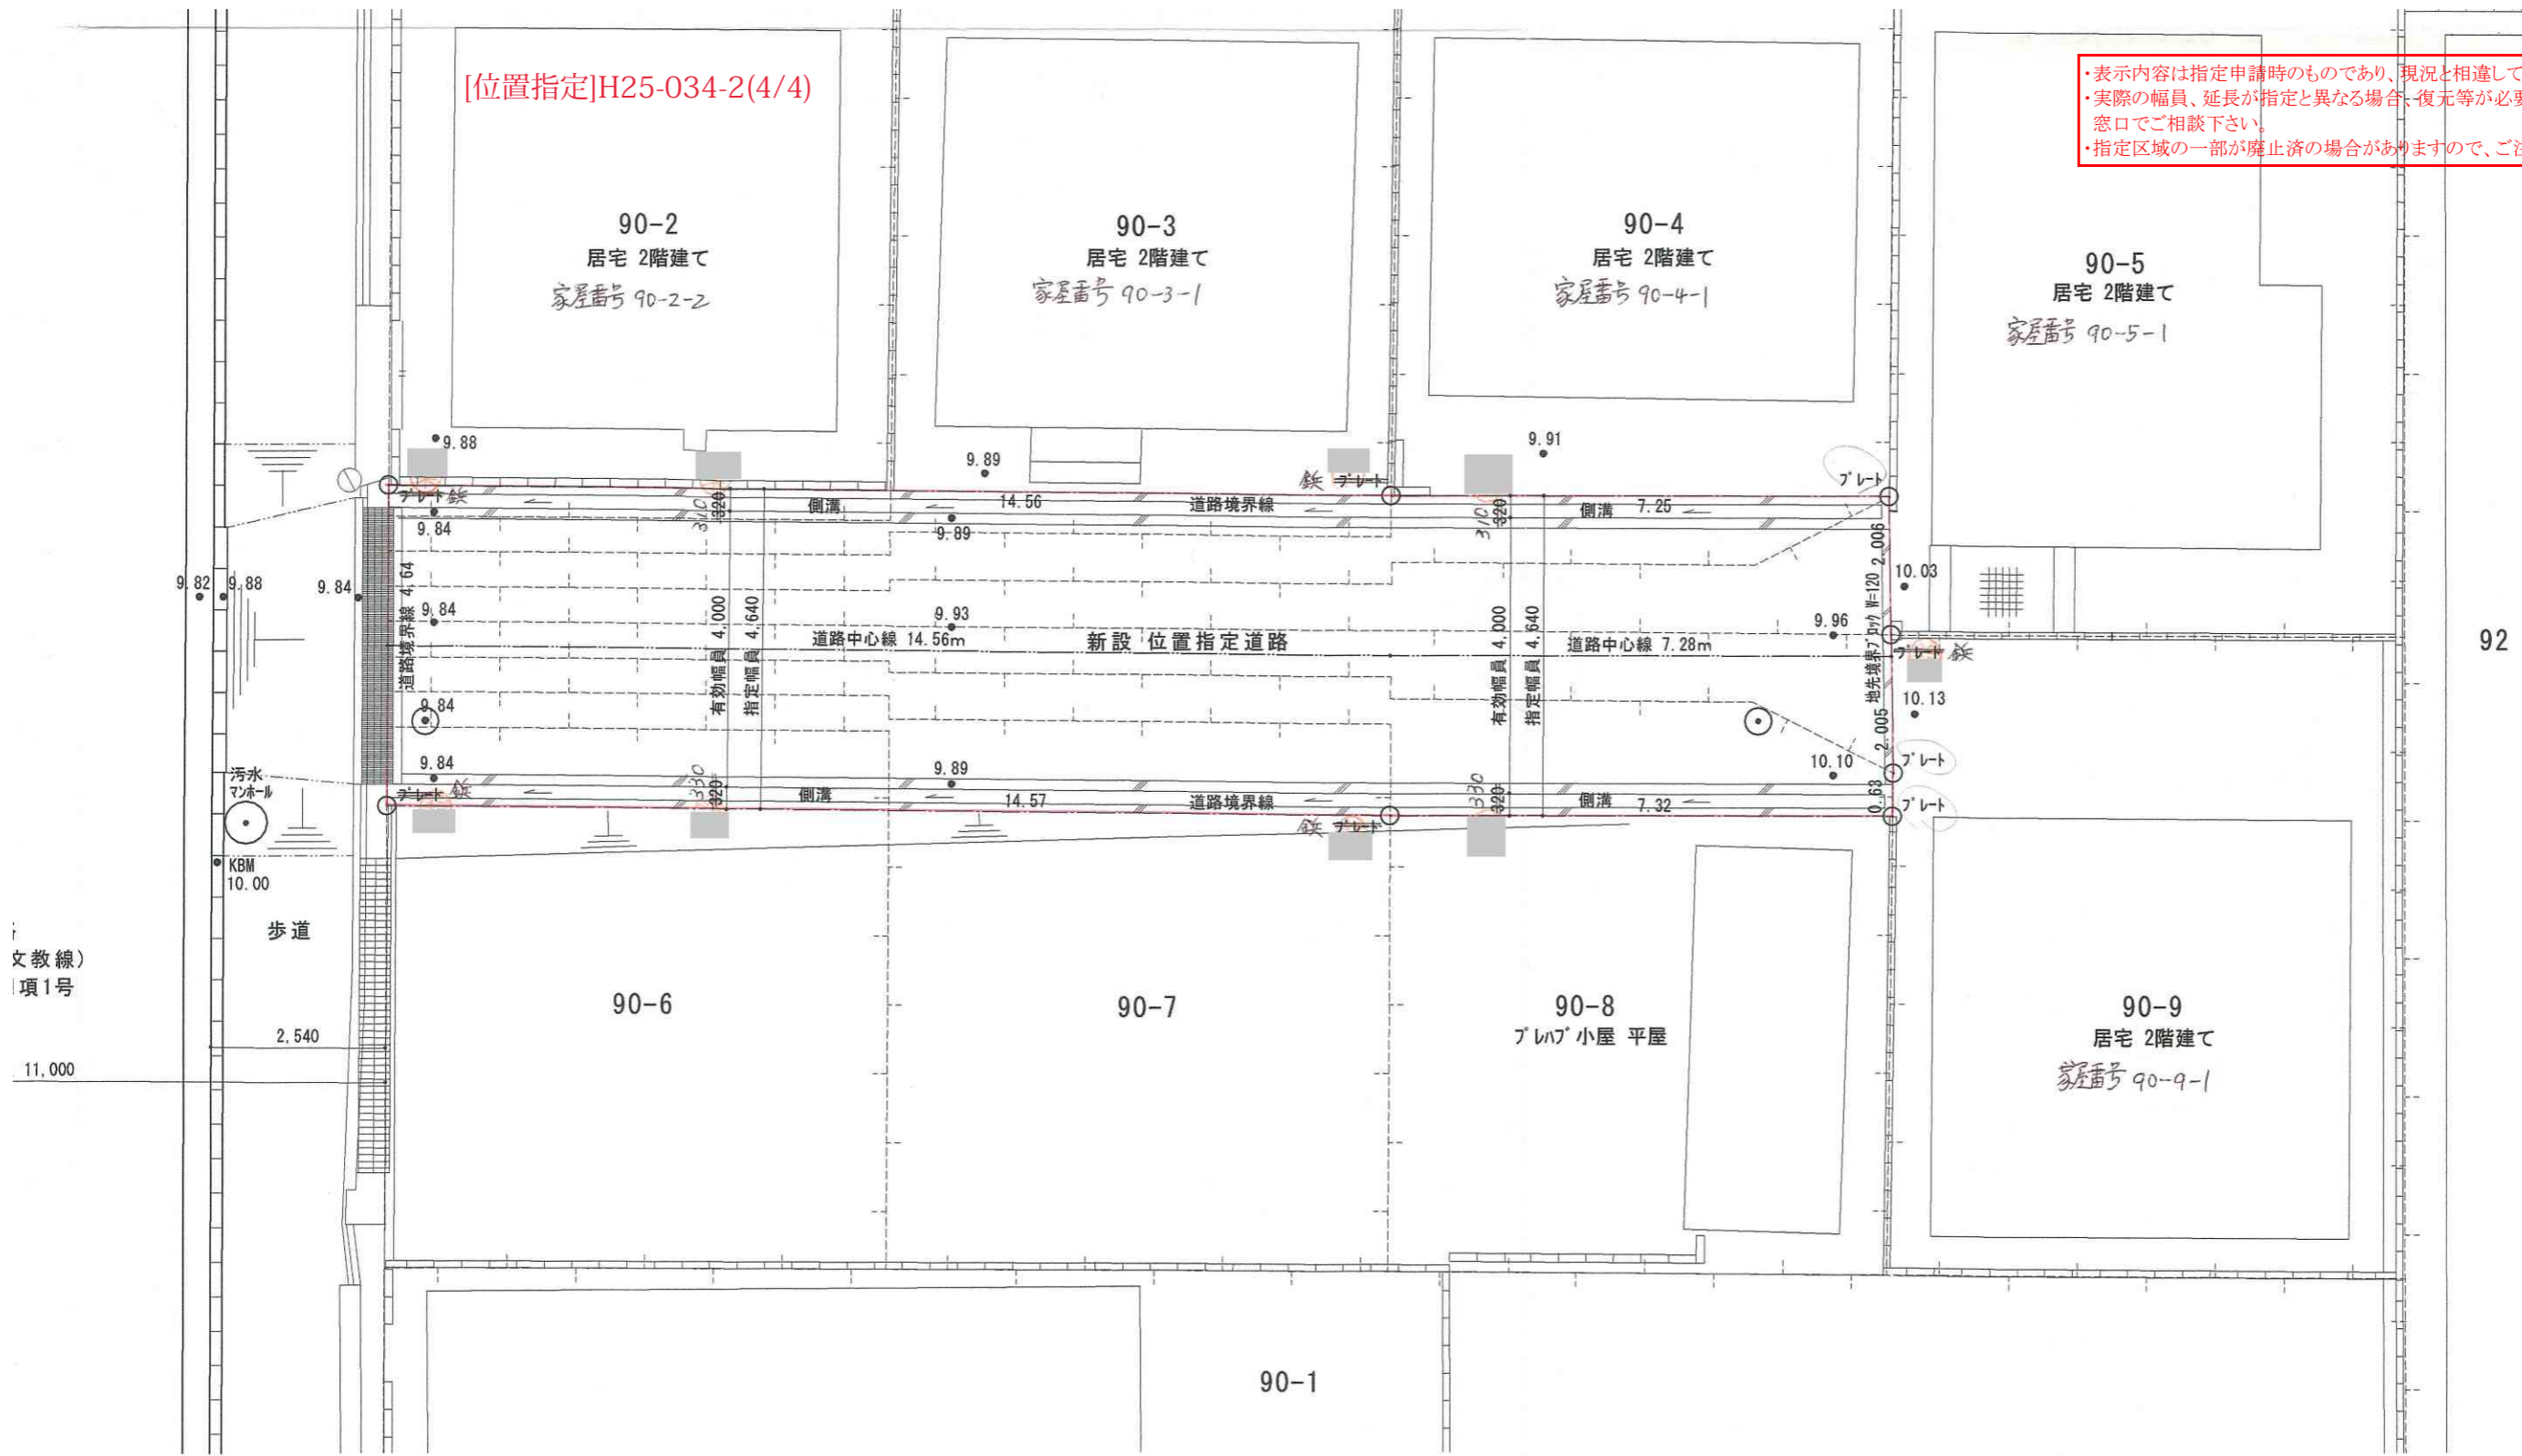 [位置指定]H25-034-2(4/4)
・表示内容は指定申請時のものであり、現況と相違して
・実際の幅員、延長が指定と異なる場合、復元等が必要
窓口でご相談下さい。
・指定区域の一部が廃止済の場合がありますので、ご注
90-2
居宅 2階建て
家屋番号 90-2-2
90-3
居宅 2階建て
家屋番号 90-3-1
90-4
居宅 2階建て
家屋番号 90-4-1
90-5
居宅 2階建て
家屋番号 90-5-1
9.88
9.89
9.91
プレート 鋲
鋲 プレート
プレート
9.84
310
320
側溝
14.56
道路境界線
9.89
310
320
側溝
7.25
9.82
9.88
9.84
道路境界線 4.64
9.84
有効幅員 4.000
指定幅員 4.640
9.93
道路中心線 14.56m
新設 位置指定道路
有効幅員 4.000
指定幅員 4.640
道路中心線 7.28m
9.96
地先境界ブロック W=120
2.006
2.005
0.63
10.03
プレート 鋲
10.13
92
9.84
9.84
9.89
10.10
プレート
プレート
プレート 鋲
330
320
側溝
14.57
道路境界線
鋲 プレート
330
320
側溝
7.32
汚水
マンホール
KBM
10.00
歩道
文教線)
項1号
2,540
11,000
90-6
90-7
90-8
プレハブ小屋 平屋
90-9
居宅 2階建て
家屋番号 90-9-1
90-1